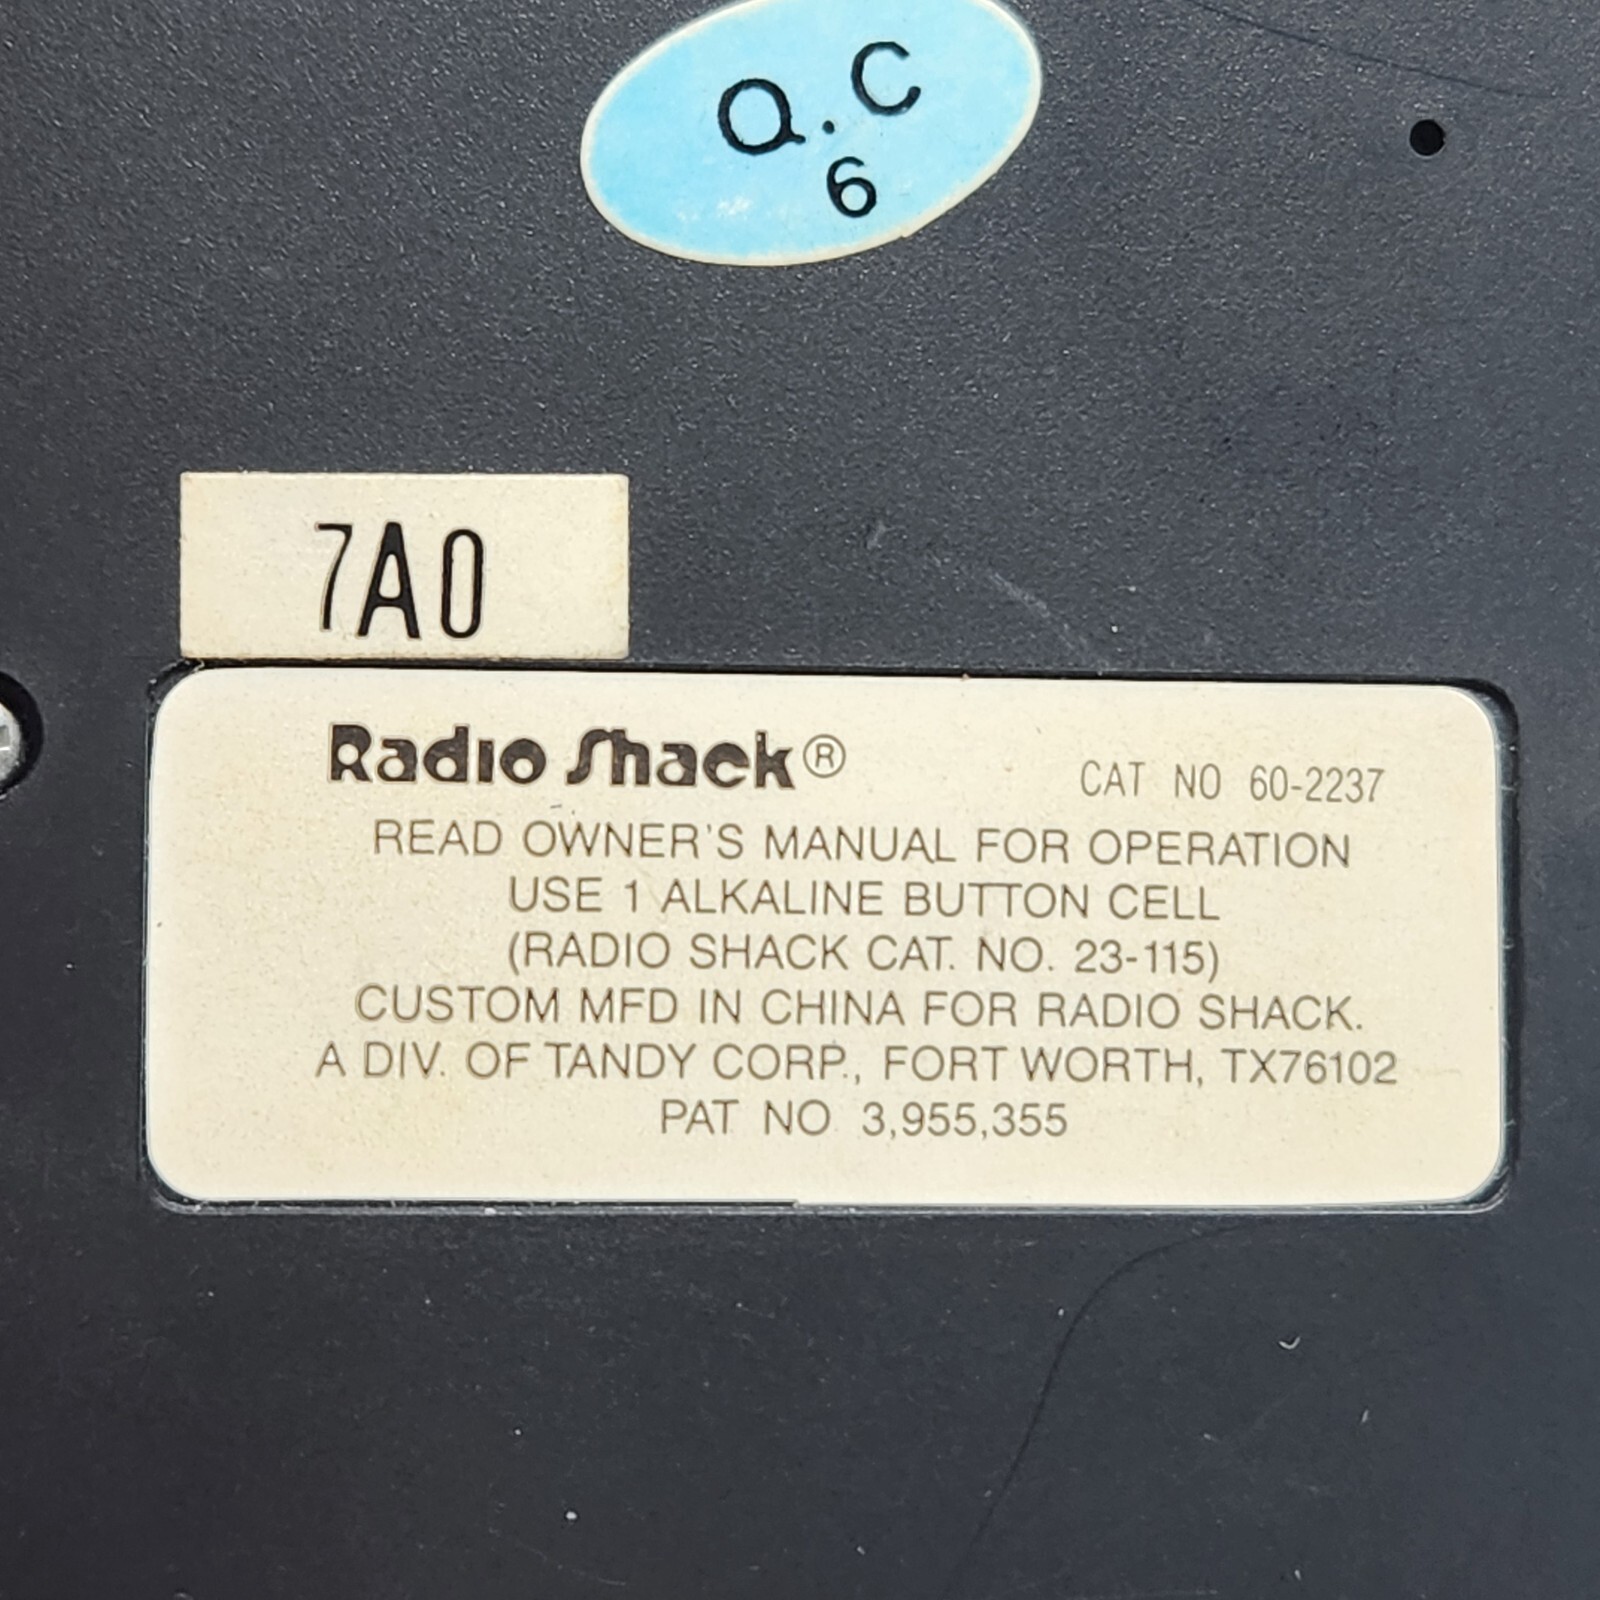 Q.C
6
7A0
Radio Shack®
CAT NO 60-2237
READ OWNER'S MANUAL FOR OPERATION
USE 1 ALKALINE BUTTON CELL
(RADIO SHACK CAT. NO. 23-115)
CUSTOM MFD IN CHINA FOR RADIO SHACK.
A DIV. OF TANDY CORP., FORT WORTH, TX76102
PAT NO 3,955,355